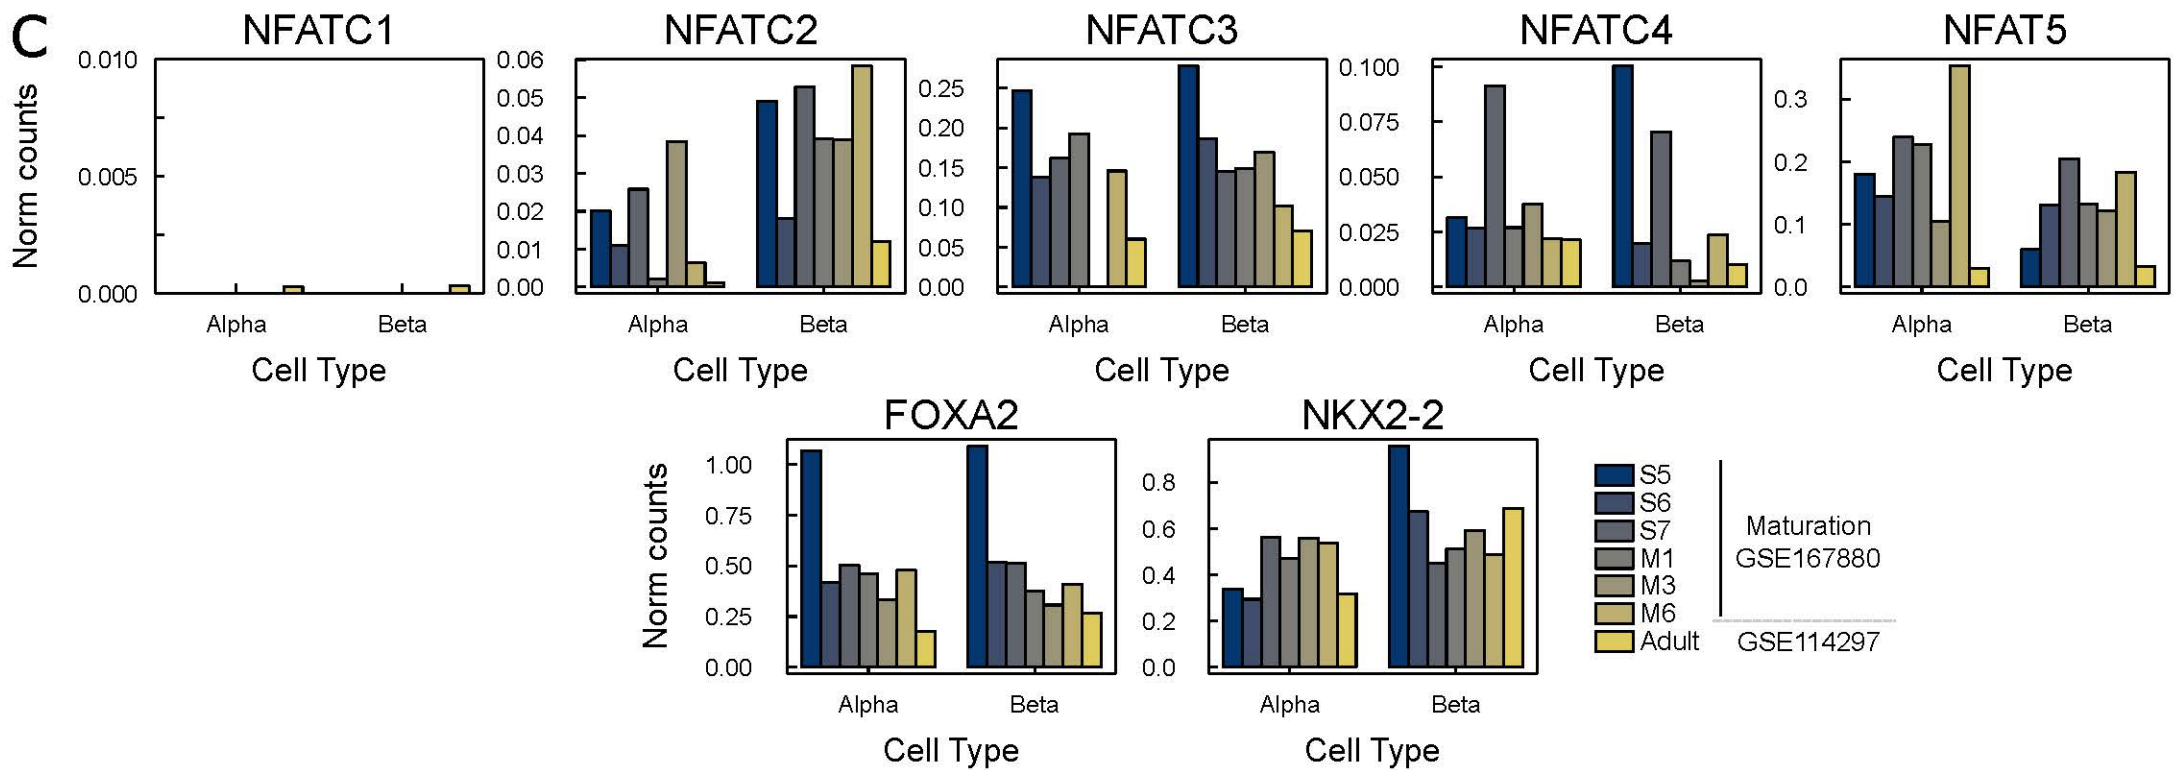 C
NFATC1
NFATC2
NFATC3
NFATC4
NFAT5
Norm counts
0.010
0.005
0.000
Alpha
Beta
Cell Type
0.06
0.05
0.04
0.03
0.02
0.01
0.00
Alpha
Beta
Cell Type
0.25
0.20
0.15
0.10
0.05
0.00
Alpha
Beta
Cell Type
0.100
0.075
0.050
0.025
0.000
Alpha
Beta
Cell Type
0.3
0.2
0.1
0.0
Alpha
Beta
Cell Type
FOXA2
Norm counts
1.00
0.75
0.50
0.25
0.00
Alpha
Beta
Cell Type
NKX2-2
0.8
0.6
0.4
0.2
0.0
Alpha
Beta
Cell Type
S5
S6
S7
M1
M3
M6
Adult
Maturation
GSE167880
GSE114297